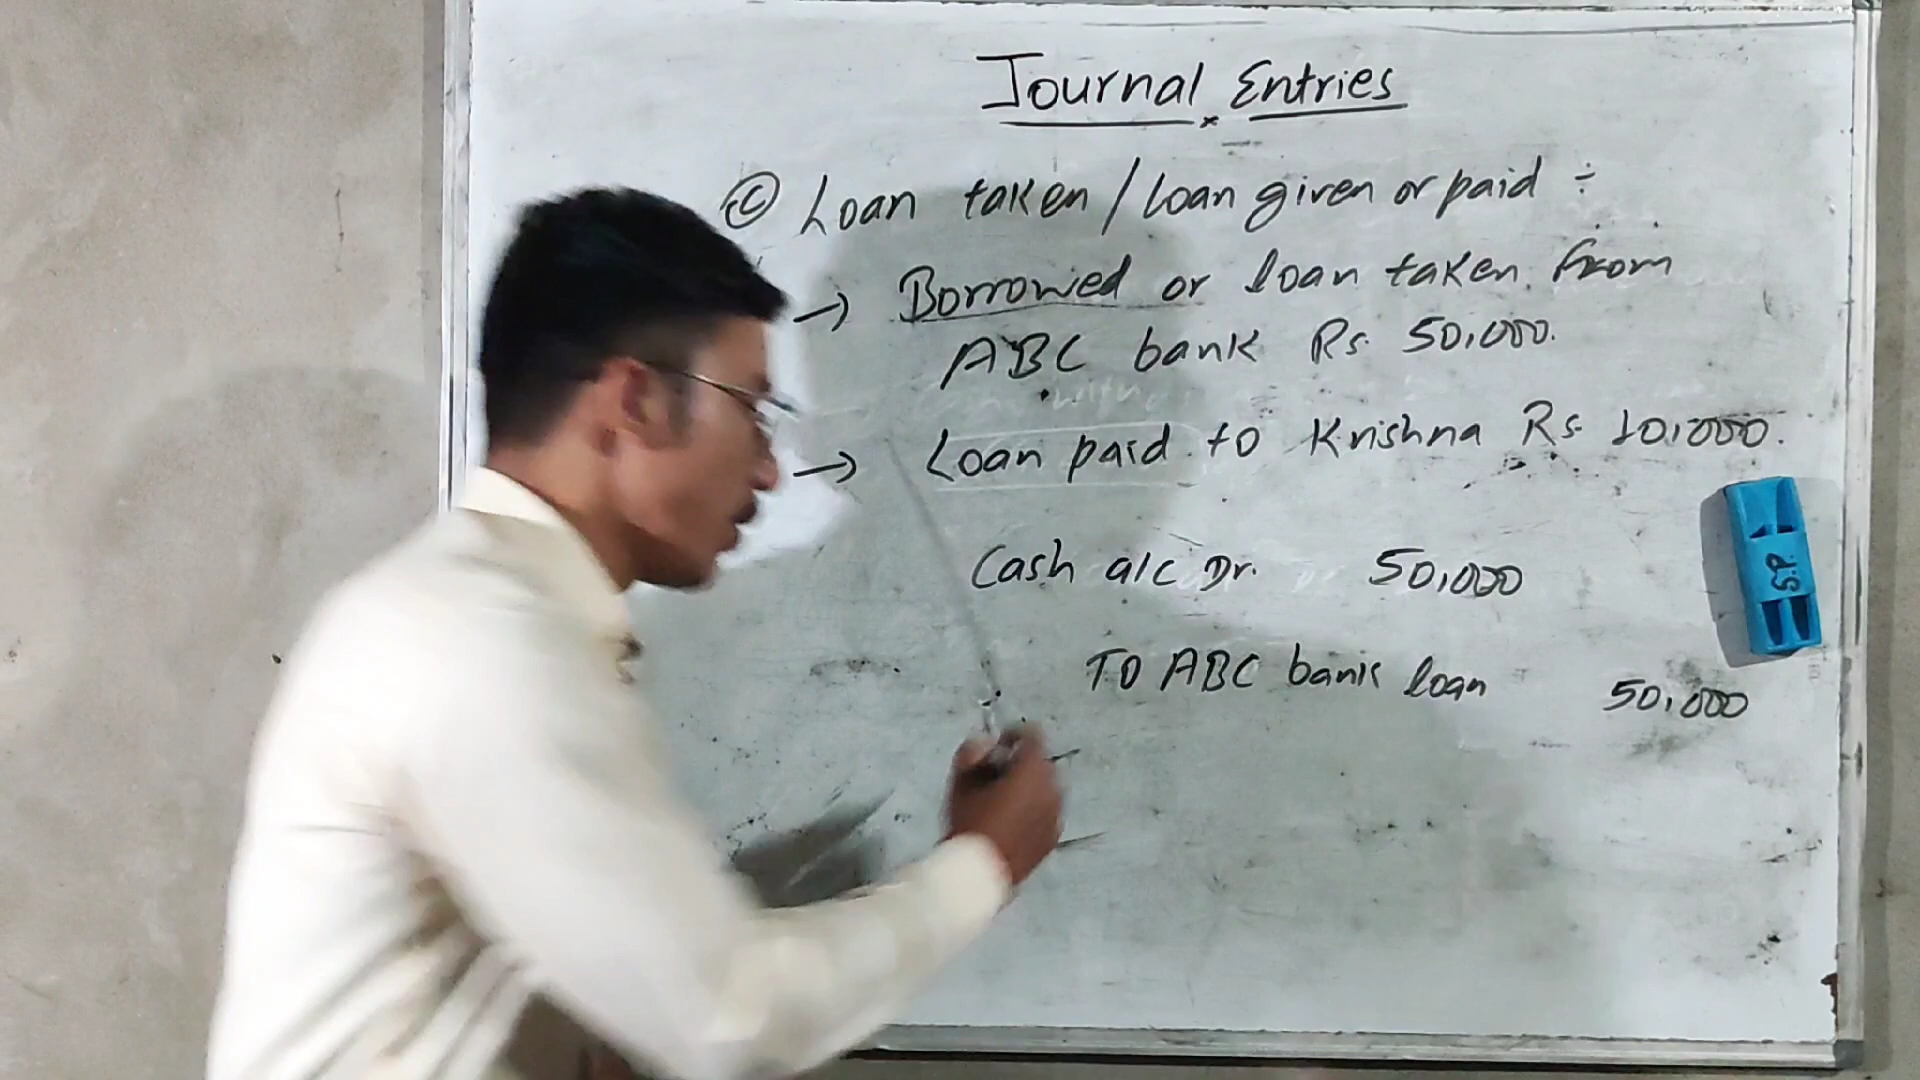 Journal Entries
© Loan taken / Loan given or paid ÷
→ Borrowed or loan taken from
ABC bank Rs. 50,000.
→ Loan paid to Krishna Rs. 10,000.
Cash a/c Dr. 50,000
TO ABC bank loan 50,000
S.P.